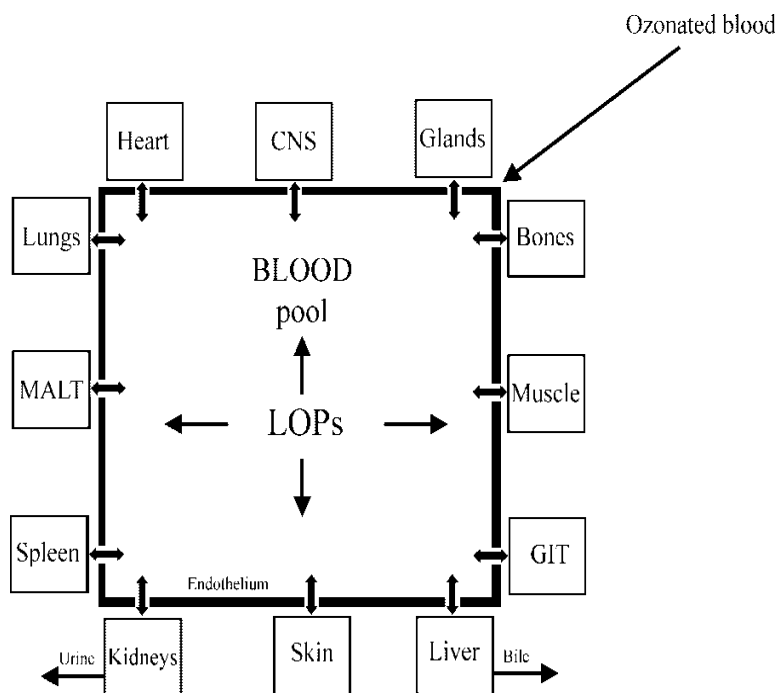 Ozonated blood
Heart
CNS
Glands
Lungs
Bones
BLOOD
pool
MALT
Muscle
LOPs
Spleen
GIT
Endothelium
Urine
Kidneys
Skin
Liver
Bile